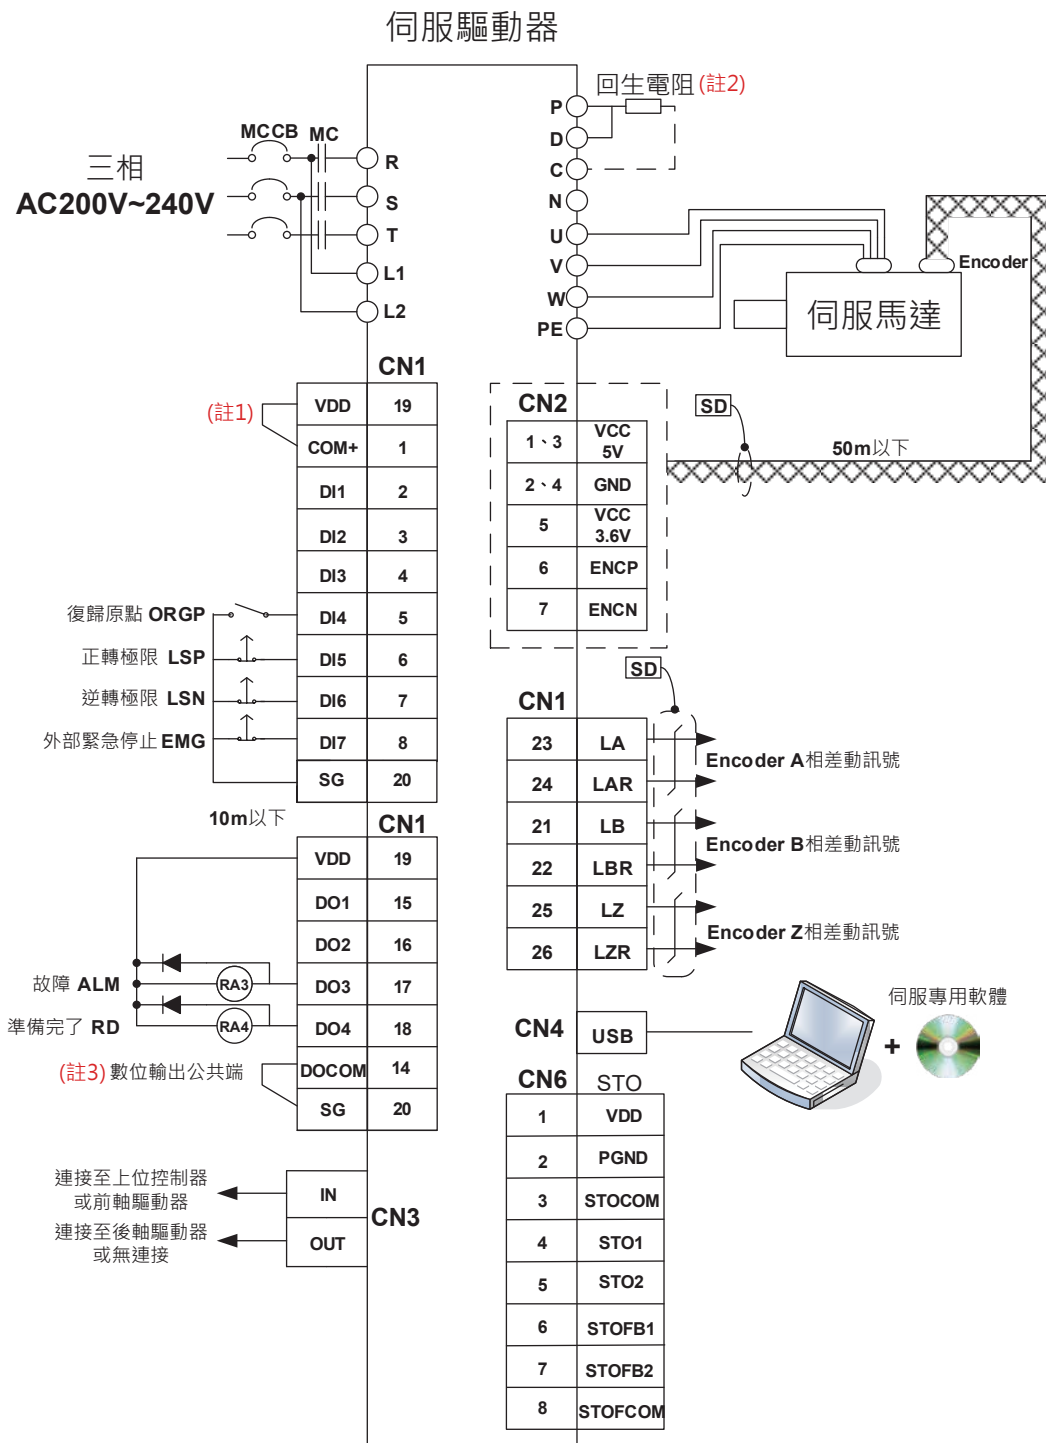 伺服驅動器
三相
AC200V~240V
MCCB MC
R
S
T
L1
L2
P
D
C
N
U
V
W
PE
回生電阻(註2)
Encoder
伺服馬達
SD
50m以下
CN1
(註1)
VDD 19
COM+ 1
DI1 2
DI2 3
DI3 4
復歸原點 ORGP DI4 5
正轉極限 LSP DI5 6
逆轉極限 LSN DI6 7
外部緊急停止 EMG DI7 8
SG 20
10m以下
CN1
VDD 19
DO1 15
DO2 16
故障 ALM RA3 DO3 17
準備完了 RD RA4 DO4 18
(註3) 數位輸出公共端 DOCOM 14
SG 20
連接至上位控制器
或前軸驅動器
IN
連接至後軸驅動器
或無連接
OUT
CN3
CN2
1、3 VCC
5V
2、4 GND
5 VCC
3.6V
6 ENCP
7 ENCN
SD
CN1
23 LA
24 LAR
Encoder A相差動訊號
21 LB
22 LBR
Encoder B相差動訊號
25 LZ
26 LZR
Encoder Z相差動訊號
CN4 USB
+
伺服專用軟體
CN6 STO
1 VDD
2 PGND
3 STOCOM
4 STO1
5 STO2
6 STOFB1
7 STOFB2
8 STOFCOM